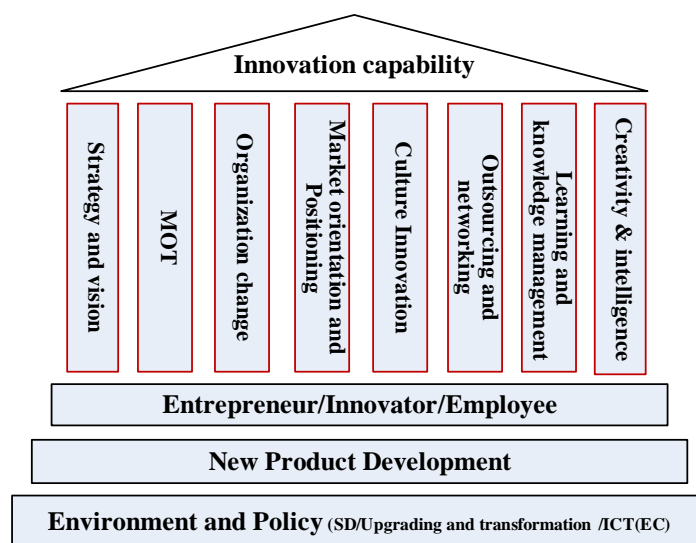 Innovation capability
Strategy and vision
MOT
Organization change
Market orientation and
Positioning
Culture Innovation
Outsourcing and
networking
Learning and
knowledge management
Creativity & intelligence
Entrepreneur/Innovator/Employee
New Product Development
Environment and Policy (SD/Upgrading and transformation /ICT(EC)